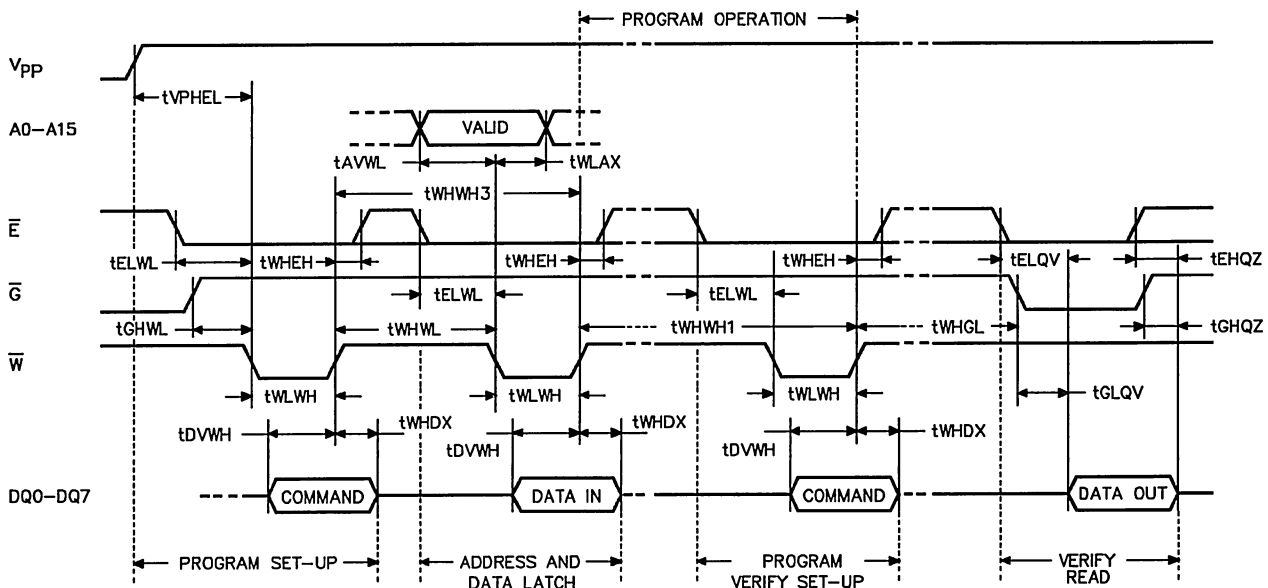 PROGRAM OPERATION
VPP
tVPHEL
A0-A15
VALID
tAVWL
tWLAX
tWHWH3
E
tELWL
tWHEH
tWHEH
tWHEH
tELQV
tEHQZ
G
tELWL
tELWL
tGHWL
tWHWL
tWHWH1
tWHGL
tGHQZ
W
tWLWH
tWLWH
tWLWH
tGLQV
tDVWH
tWHDX
tDVWH
tWHDX
tDVWH
tWHDX
DQ0-DQ7
COMMAND
DATA IN
COMMAND
DATA OUT
PROGRAM SET-UP
ADDRESS AND
DATA LATCH
PROGRAM
VERIFY SET-UP
VERIFY
READ